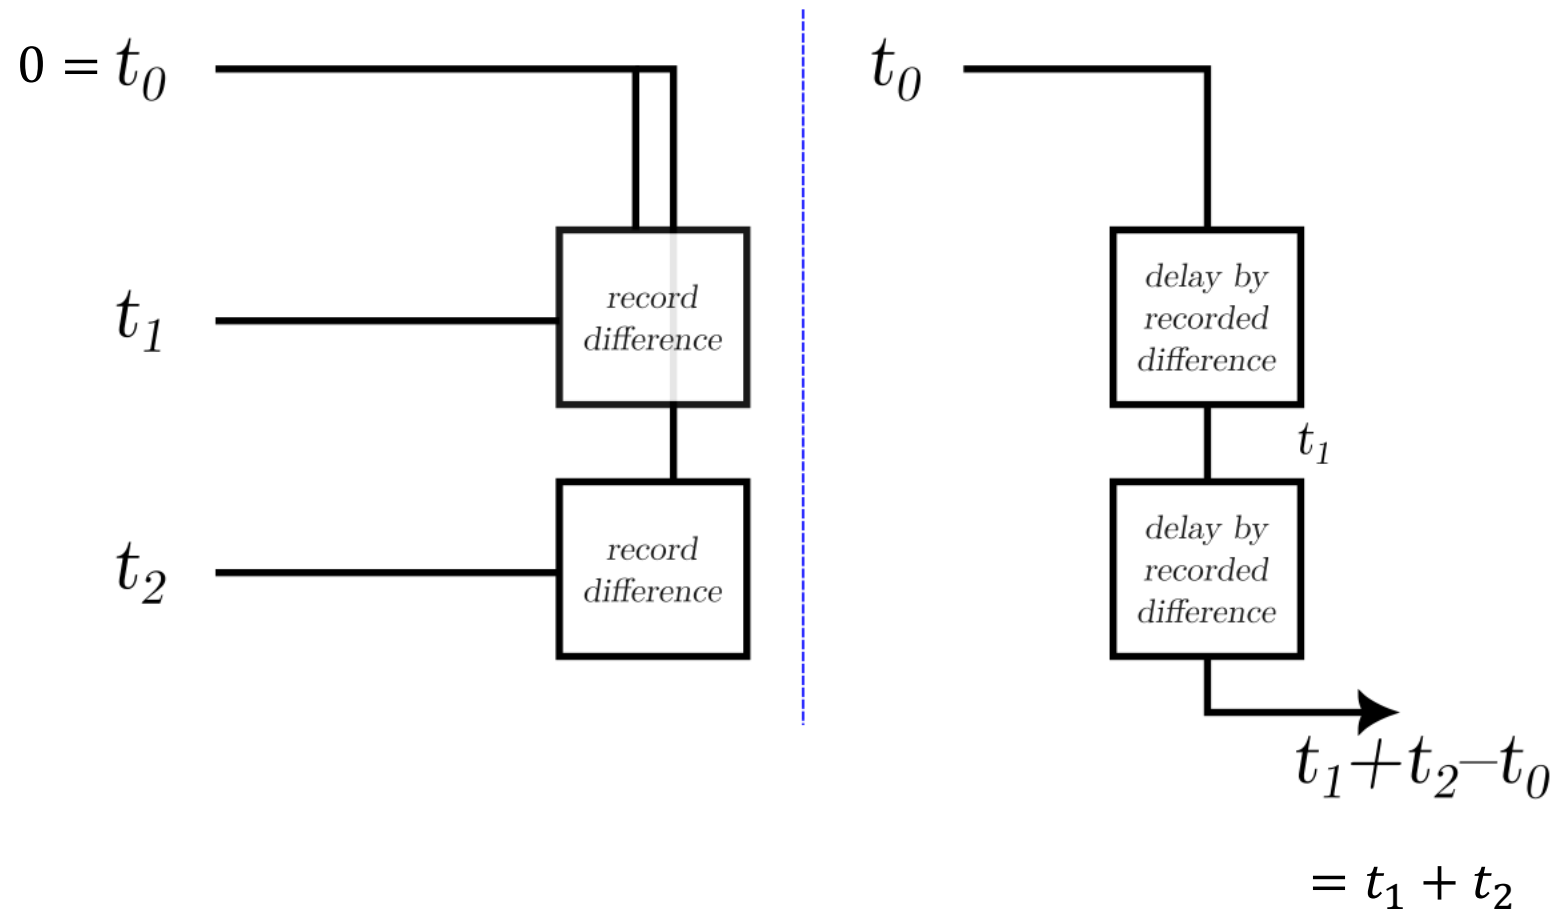 0 = t₀
t₁
t₂
record
difference
record
difference
t₀
delay by
recorded
difference
t₁
delay by
recorded
difference
t₁+t₂–t₀
= t₁ + t₂